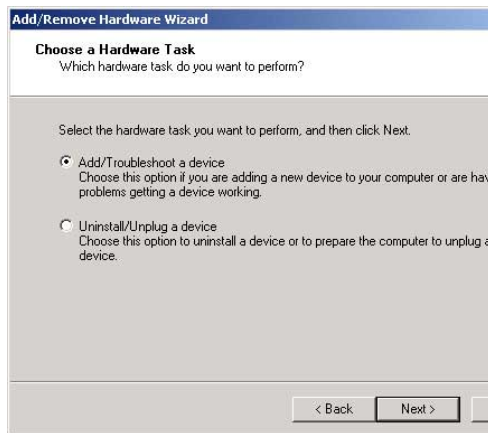 Add/Remove Hardware Wizard
Choose a Hardware Task
Which hardware task do you want to perform?
Select the hardware task you want to perform, and then click Next.
Add/Troubleshoot a device
Choose this option if you are adding a new device to your computer or are hav
problems getting a device working.
Uninstall/Unplug a device
Choose this option to uninstall a device or to prepare the computer to unplug a
device.
< Back Next >